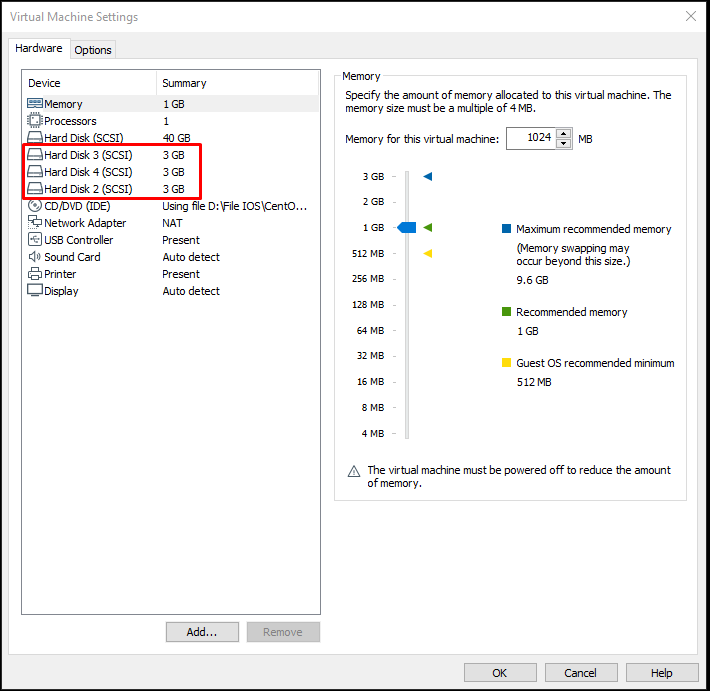 Virtual Machine Settings
Hardware Options
Device Summary
Memory 1 GB
Processors 1
Hard Disk (SCSI) 40 GB
Hard Disk 3 (SCSI) 3 GB
Hard Disk 4 (SCSI) 3 GB
Hard Disk 2 (SCSI) 3 GB
CD/DVD (IDE) Using file D:\File IOS\CentO...
Network Adapter NAT
USB Controller Present
Sound Card Auto detect
Printer Present
Display Auto detect
Add... Remove
Memory
Specify the amount of memory allocated to this virtual machine. The
memory size must be a multiple of 4 MB.
Memory for this virtual machine: 1024 MB
3 GB
2 GB
1 GB
512 MB
256 MB
128 MB
64 MB
32 MB
16 MB
8 MB
4 MB
Maximum recommended memory
(Memory swapping may
occur beyond this size.)
9.6 GB
Recommended memory
1 GB
Guest OS recommended minimum
512 MB
The virtual machine must be powered off to reduce the amount
of memory.
OK Cancel Help